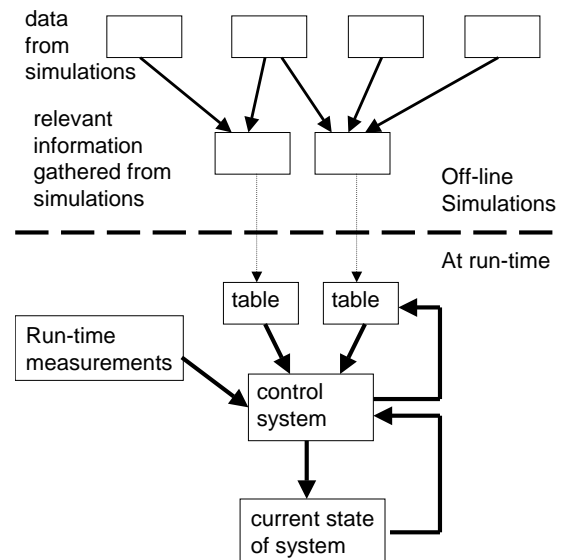 data
from
simulations
relevant
information
gathered from
simulations
Off-line
Simulations
At run-time
table
table
Run-time
measurements
control
system
current state
of system